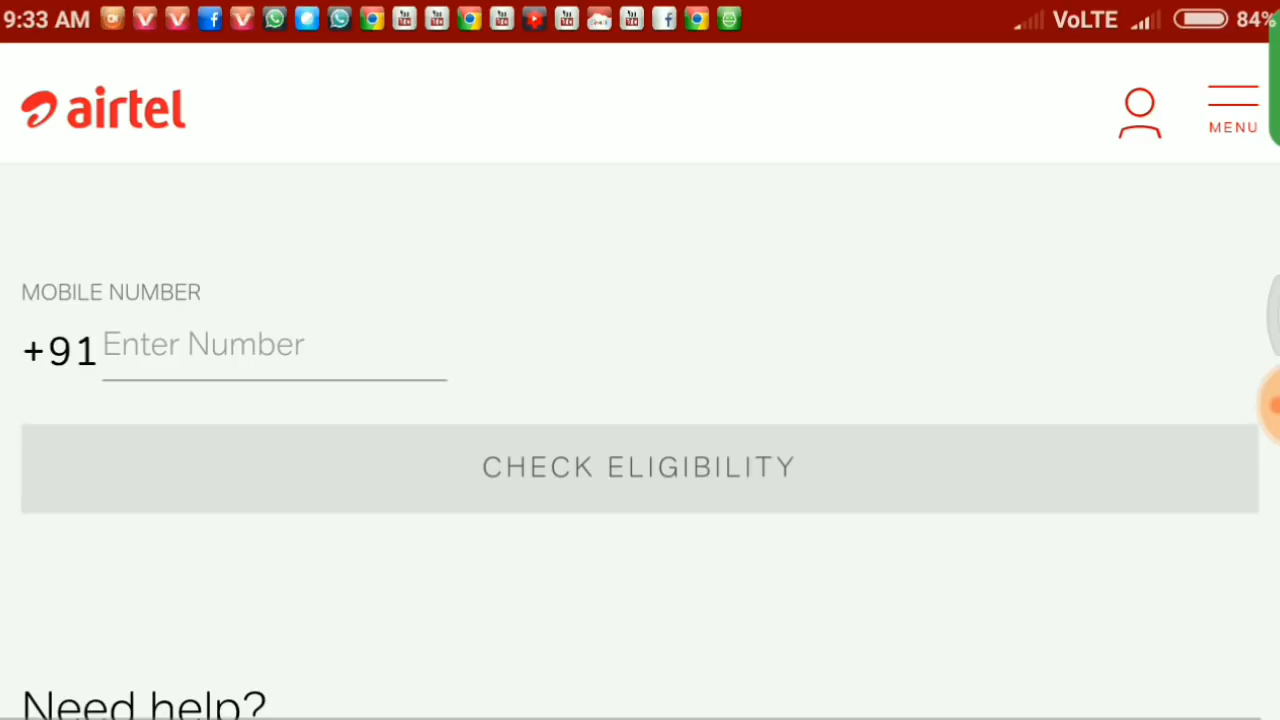 9:33 AM VoLTE 84%
airtel
MENU
MOBILE NUMBER
+91 Enter Number
CHECK ELIGIBILITY
Need help?